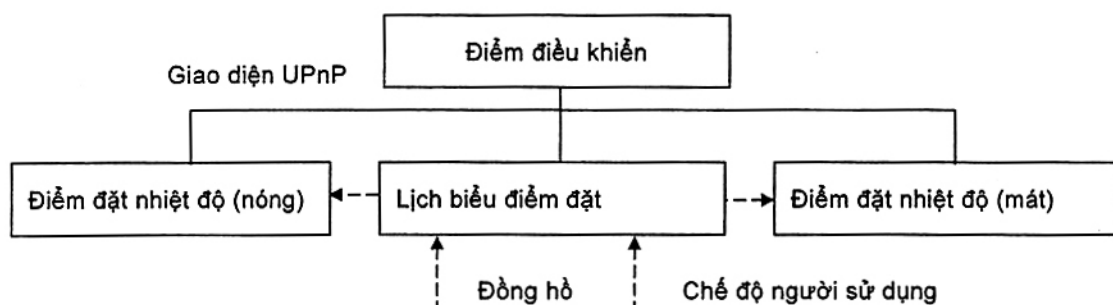 Điểm điều khiển
Giao diện UPnP
Điểm đặt nhiệt độ (nóng)
Lịch biểu điểm đặt
Điểm đặt nhiệt độ (mát)
Đồng hồ
Chế độ người sử dụng